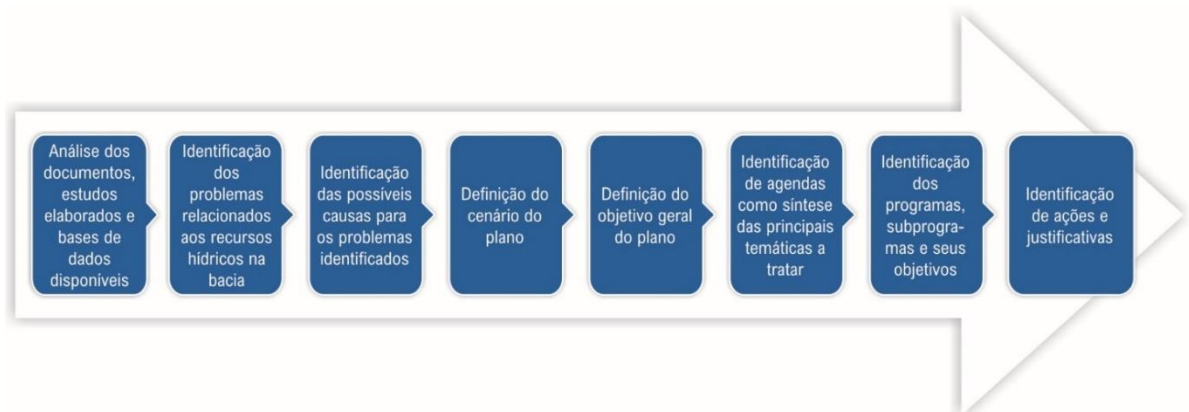 Análise dos
documentos,
estudos
elaborados e
bases de
dados
disponíveis
Identificação
dos
problemas
relacionados
aos recursos
hídricos na
bacia
Identificação
das possíveis
causas para
os problemas
identificados
Definição do
cenário do
plano
Definição do
objetivo geral
do plano
Identificação
de agendas
como síntese
das principais
temáticas a
tratar
Identificação
dos
programas,
subprogra-
mas e seus
objetivos
Identificação
de ações e
justificativas